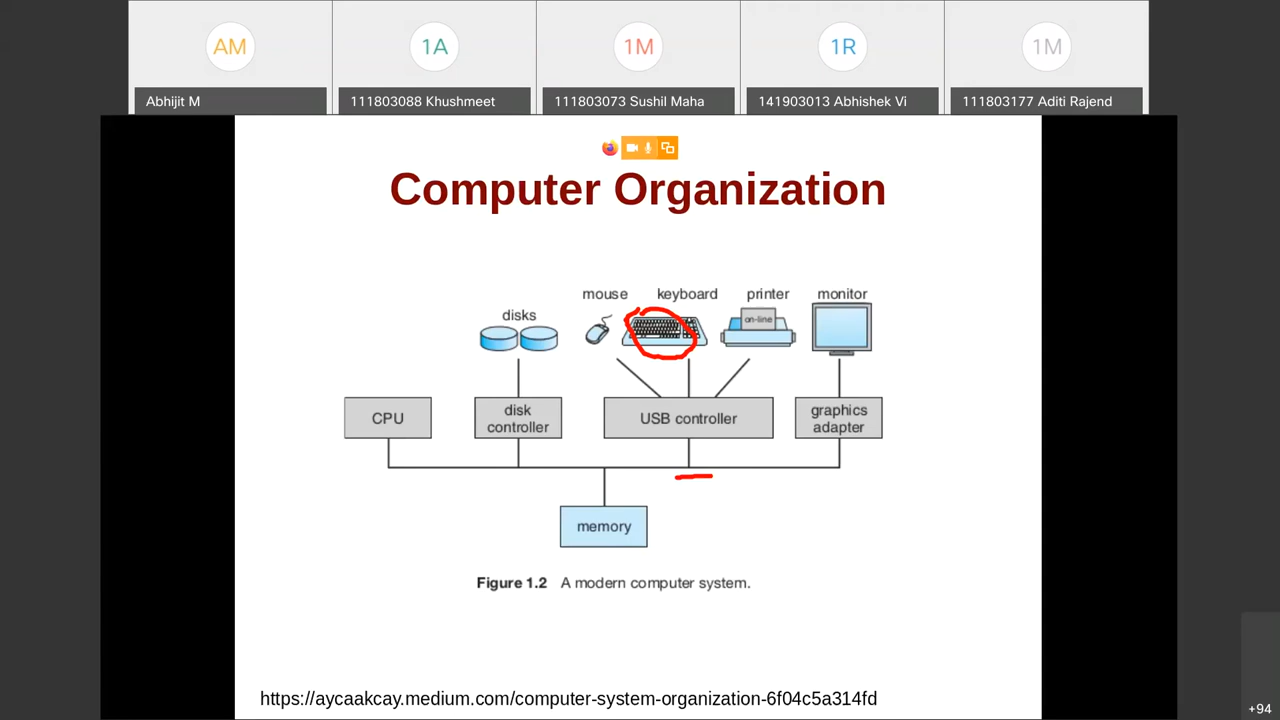 AM
1A
1M
1R
1M
Abhijit M
111803088 Khushmeet
111803073 Sushil Maha
141903013 Abhishek Vi
111803177 Aditi Rajend
Computer Organization
mouse
keyboard
printer
monitor
disks
on-line
CPU
disk
controller
USB controller
graphics
adapter
memory
Figure 1.2 A modern computer system.
https://aycaakcay.medium.com/computer-system-organization-6f04c5a314fd
+94